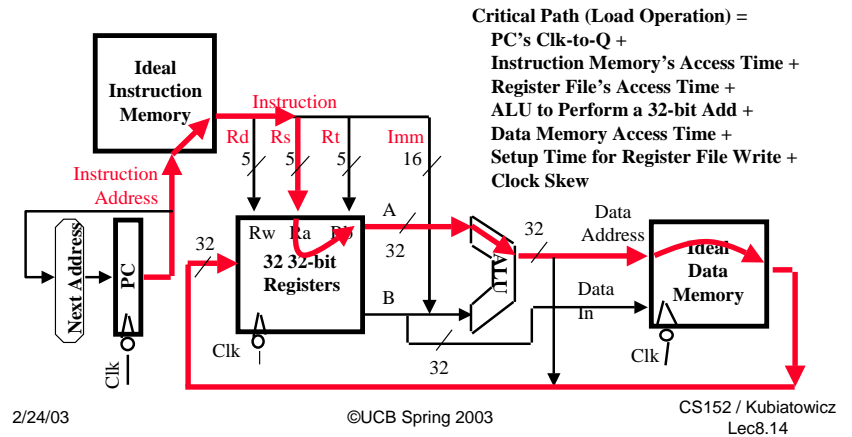 Critical Path (Load Operation) =
PC's Clk-to-Q +
Instruction Memory's Access Time +
Register File's Access Time +
ALU to Perform a 32-bit Add +
Data Memory Access Time +
Setup Time for Register File Write +
Clock Skew
Ideal
Instruction
Memory
Instruction
Rd
Rs
Rt
Imm
5
5
5
16
Instruction
Address
Next Address
PC
Clk
32
Rw
Ra
Rb
32 32-bit
Registers
Clk
A
32
B
32
ALU
32
Data
Address
Data
In
Ideal
Data
Memory
Clk
2/24/03
©UCB Spring 2003
CS152 / Kubiatowicz
Lec8.14